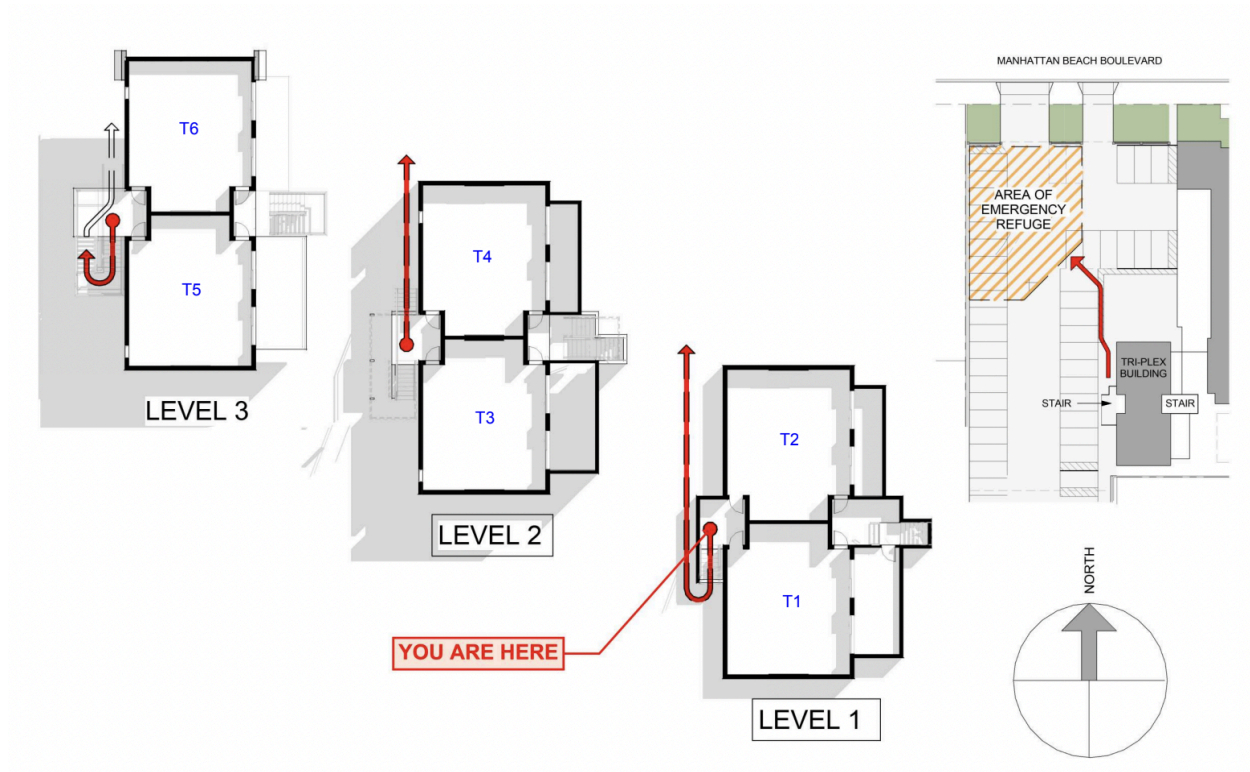 MANHATTAN BEACH BOULEVARD
T6
T5
LEVEL 3
T4
T3
LEVEL 2
T2
T1
LEVEL 1
YOU ARE HERE
AREA OF
EMERGENCY
REFUGE
TRI-PLEX
BUILDING
STAIR
STAIR
NORTH